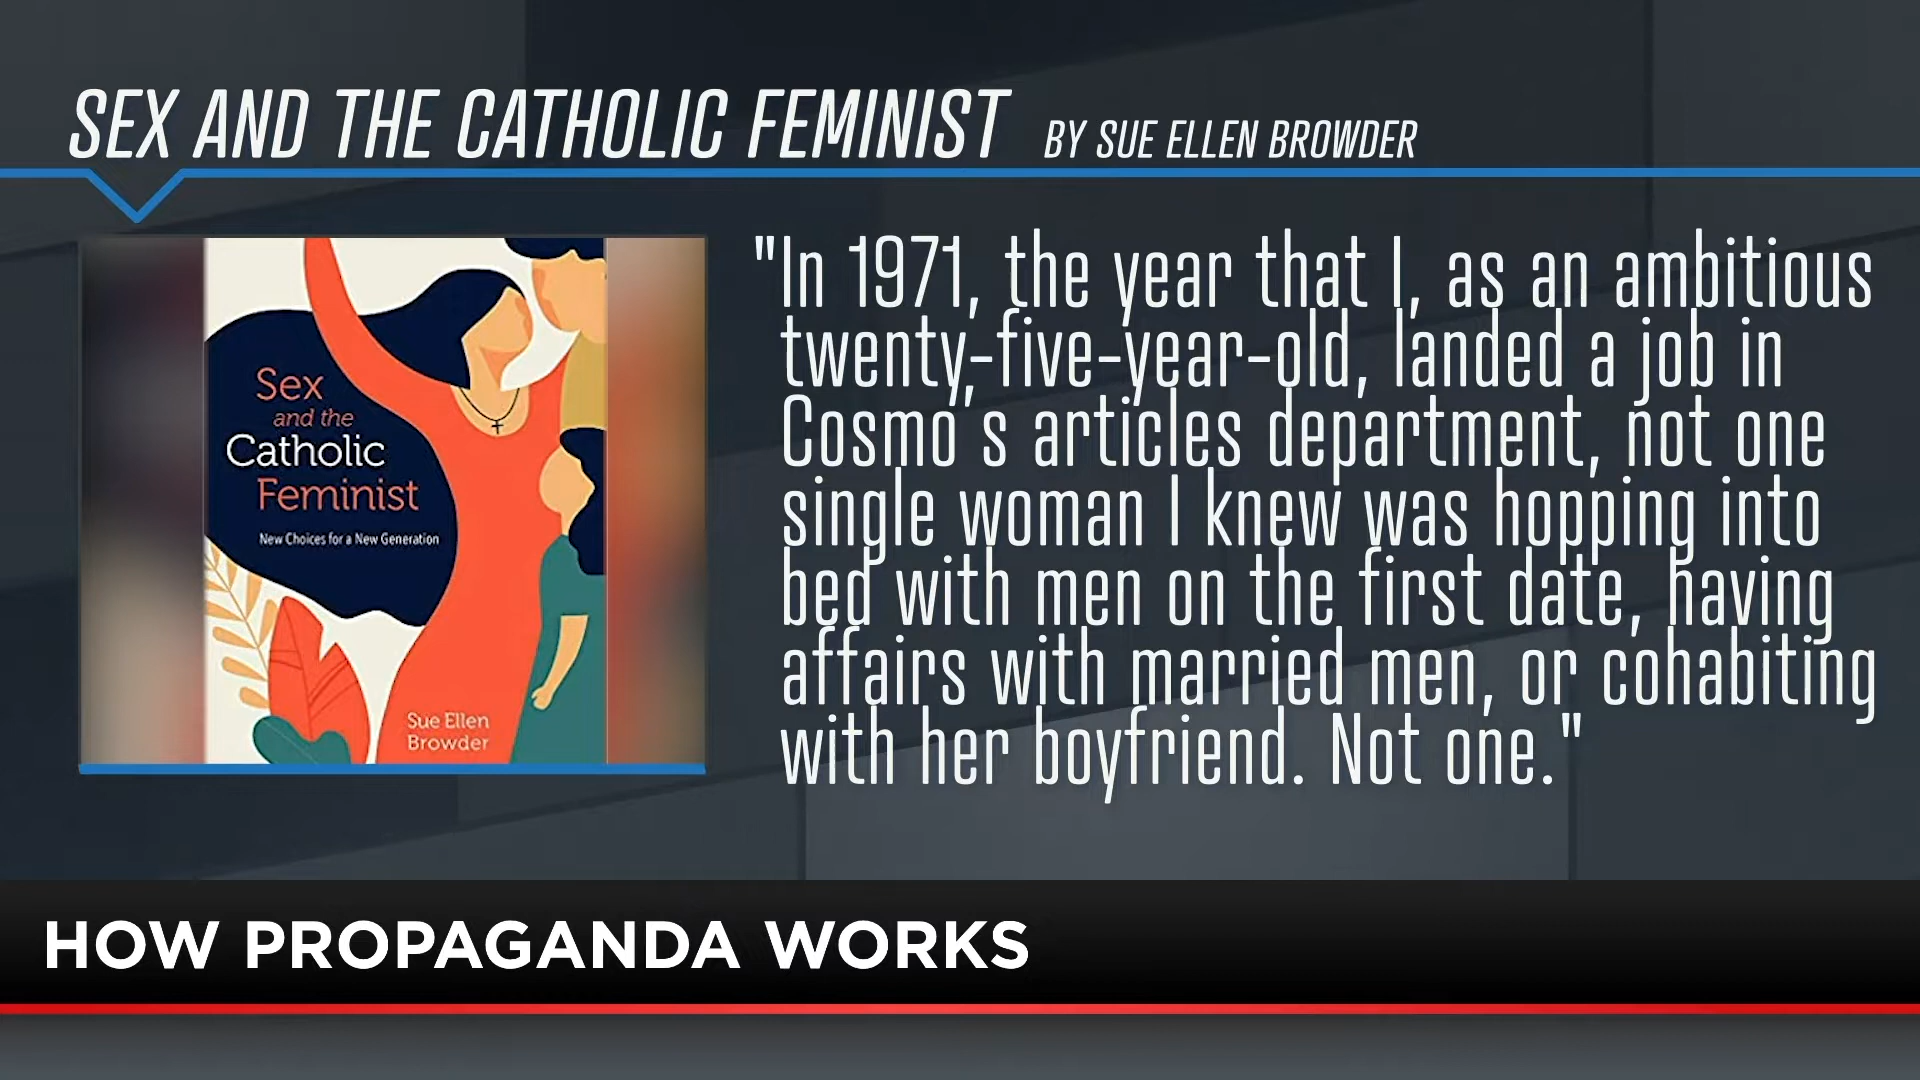 SEX AND THE CATHOLIC FEMINIST BY SUE ELLEN BROWDER
Sex
and the
Catholic
Feminist
New Choices for a New Generation
Sue Ellen
Browder
"In 1971, the year that I, as an ambitious
twenty-five-year-old, landed a job in
Cosmo"s articles department, not one
single woman I knew was hopping into
bed with men on the first date, having
affairs with married men, or cohabiting
with her boyfriend. Not one."
HOW PROPAGANDA WORKS